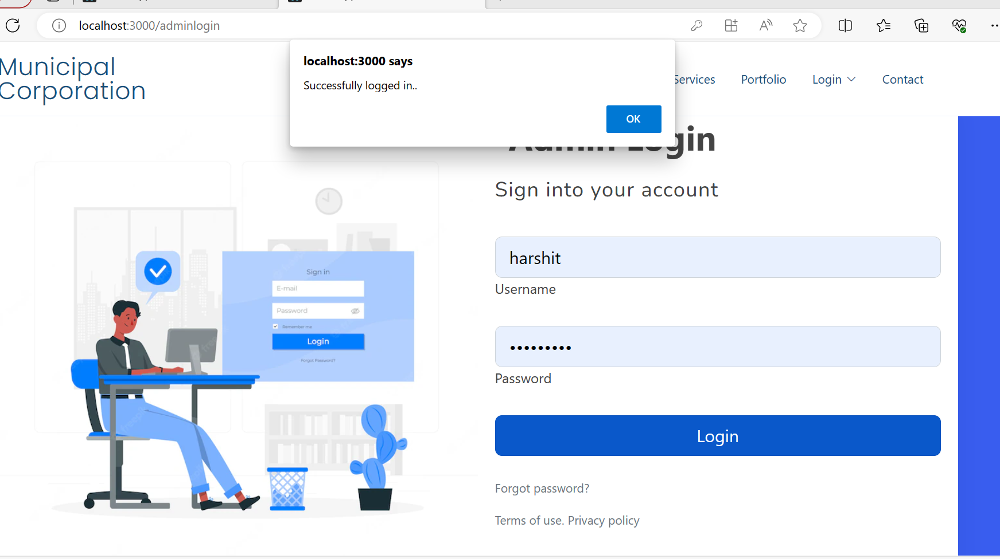 localhost:3000/adminlogin
Municipal
Corporation
localhost:3000 says
Successfully logged in..
OK
Services Portfolio Login Contact
Admin Login
Sign into your account
harshit
Username
•••••••••
Password
Login
Forgot password?
Terms of use. Privacy policy
Sign in
E-mail
Password
Remember me
Login
Forgot Password?